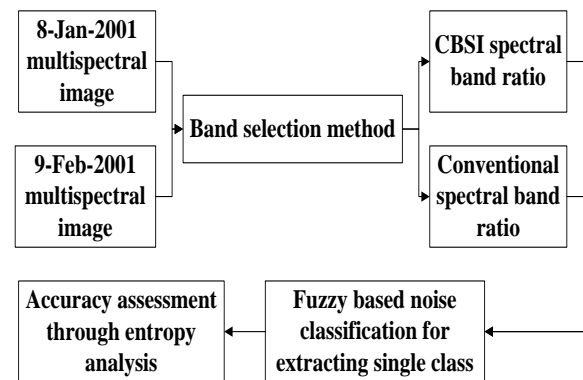 8-Jan-2001
multispectral
image
CBSI spectral
band ratio
Band selection method
9-Feb-2001
multispectral
image
Conventional
spectral band
ratio
Accuracy assessment
through entropy
analysis
Fuzzy based noise
classification for
extracting single class